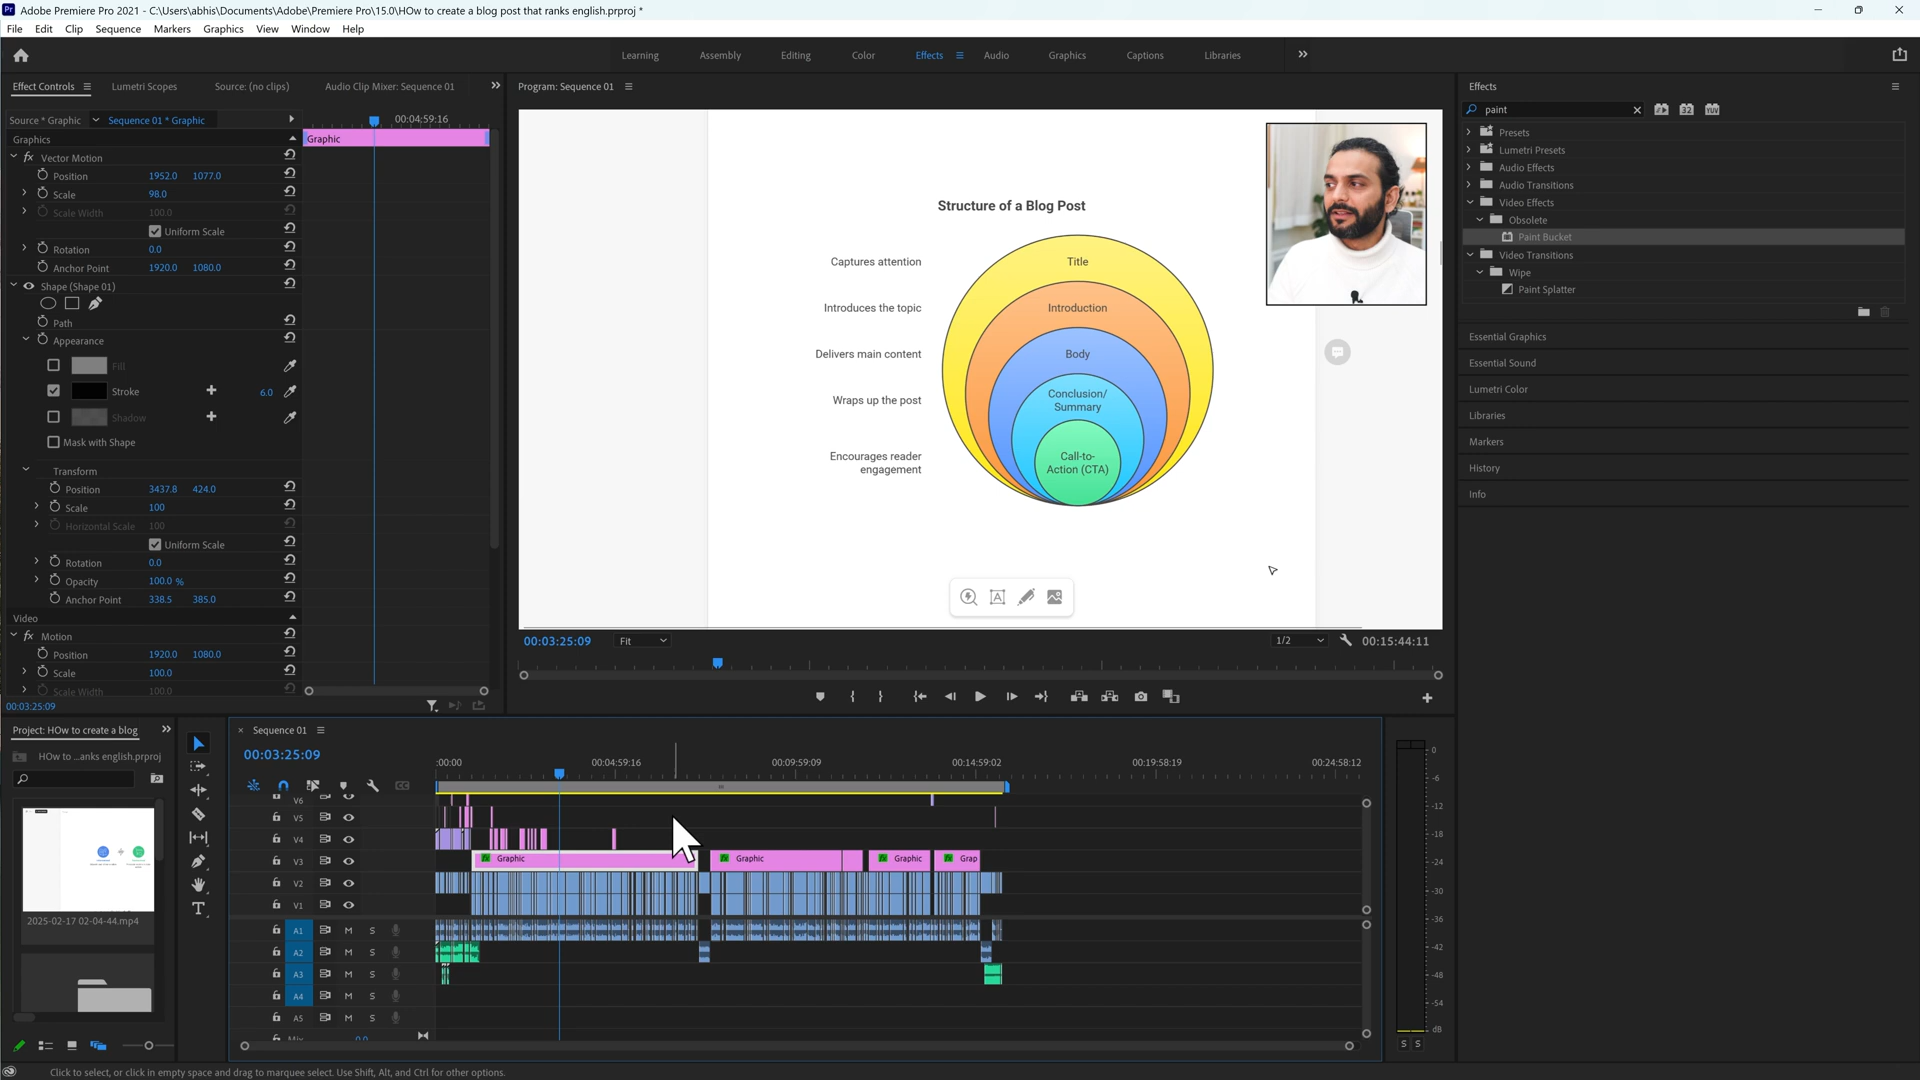 Adobe Premiere Pro 2021 - C:\Users\abhis\Documents\Adobe\Premiere Pro\15.0\HOw to create a blog post that ranks english.prproj *
File Edit Clip Sequence Markers Graphics View Window Help
Learning Assembly Editing Color Effects Audio Graphics Captions Libraries
Effect Controls Lumetri Scopes Source: (no clips) Audio Clip Mixer: Sequence 01
Source * Graphic Sequence 01 * Graphic 00:04:59:16
Graphics Graphic
fx Vector Motion
Position 1952.0 1077.0
Scale 98.0
Scale Width 100.0
Uniform Scale
Rotation 0.0
Anchor Point 1920.0 1080.0
Shape (Shape 01)
Path
Appearance
Fill
Stroke 6.0
Shadow
Mask with Shape
Transform
Position 3437.8 424.0
Scale 100
Horizontal Scale 100
Uniform Scale
Rotation 0.0
Opacity 100.0 %
Anchor Point 338.5 385.0
Video
fx Motion
Position 1920.0 1080.0
Scale 100.0
Scale Width 100.0
00:03:25:09
Program: Sequence 01
Structure of a Blog Post
Captures attention Title
Introduces the topic Introduction
Delivers main content Body
Wraps up the post Conclusion/
Summary
Encourages reader
engagement
Call-to-
Action (CTA)
00:03:25:09 Fit 1/2 00:15:44:11
Effects
paint
32 YUV
Presets
Lumetri Presets
Audio Effects
Audio Transitions
Video Effects
Obsolete
Paint Bucket
Video Transitions
Wipe
Paint Splatter
Essential Graphics
Essential Sound
Lumetri Color
Libraries
Markers
History
Info
Project: HOw to create a blog
HOw to ...anks english.prproj
2025-02-17 02-04-44.mp4
Sequence 01
00:03:25:09
:00:00 00:04:59:16 00:09:59:09 00:14:59:02 00:19:58:19 00:24:58:12
V6
V5
V4
V3 fx Graphic fx Graphic fx Graphic fx Grap
V2
V1
A1 M S
A2 M S
A3 M S
A4 M S
A5 M S
Mix 0.0
0
-6
-12
-18
-24
-30
-36
-42
-48
-54
dB
S S
Click to select, or click in empty space and drag to marquee select. Use Shift, Alt, and Ctrl for other options.